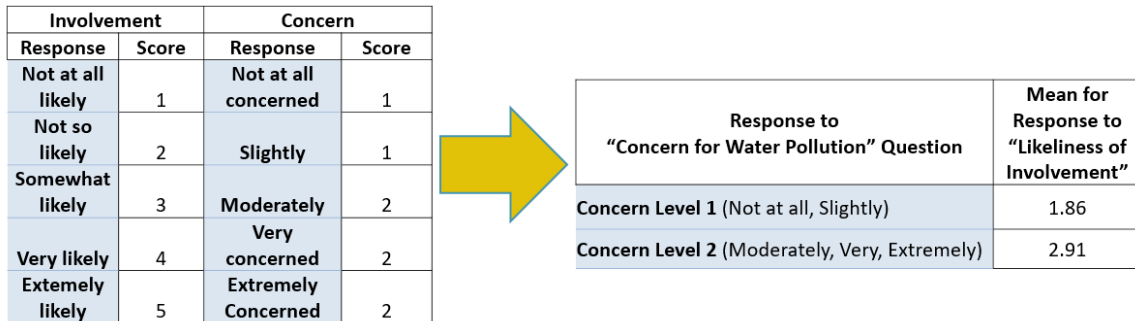 Involvement Concern
Response Score Response Score
Not at all likely 1 Not at all concerned 1
Not so likely 2 Slightly 1
Somewhat likely 3 Moderately 2
Very likely 4 Very concerned 2
Extemely likely 5 Extremely Concerned 2
Response to
“Concern for Water Pollution” Question
Mean for
Response to
“Likeliness of
Involvement”
Concern Level 1 (Not at all, Slightly) 1.86
Concern Level 2 (Moderately, Very, Extremely) 2.91